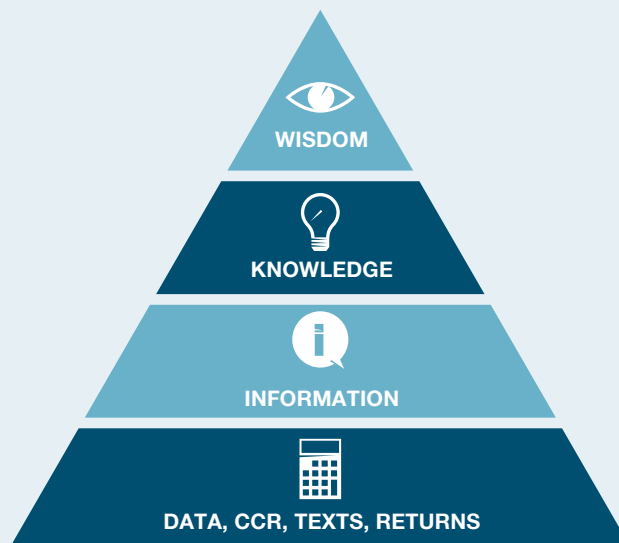 WISDOM
KNOWLEDGE
i
INFORMATION
DATA, CCR, TEXTS, RETURNS